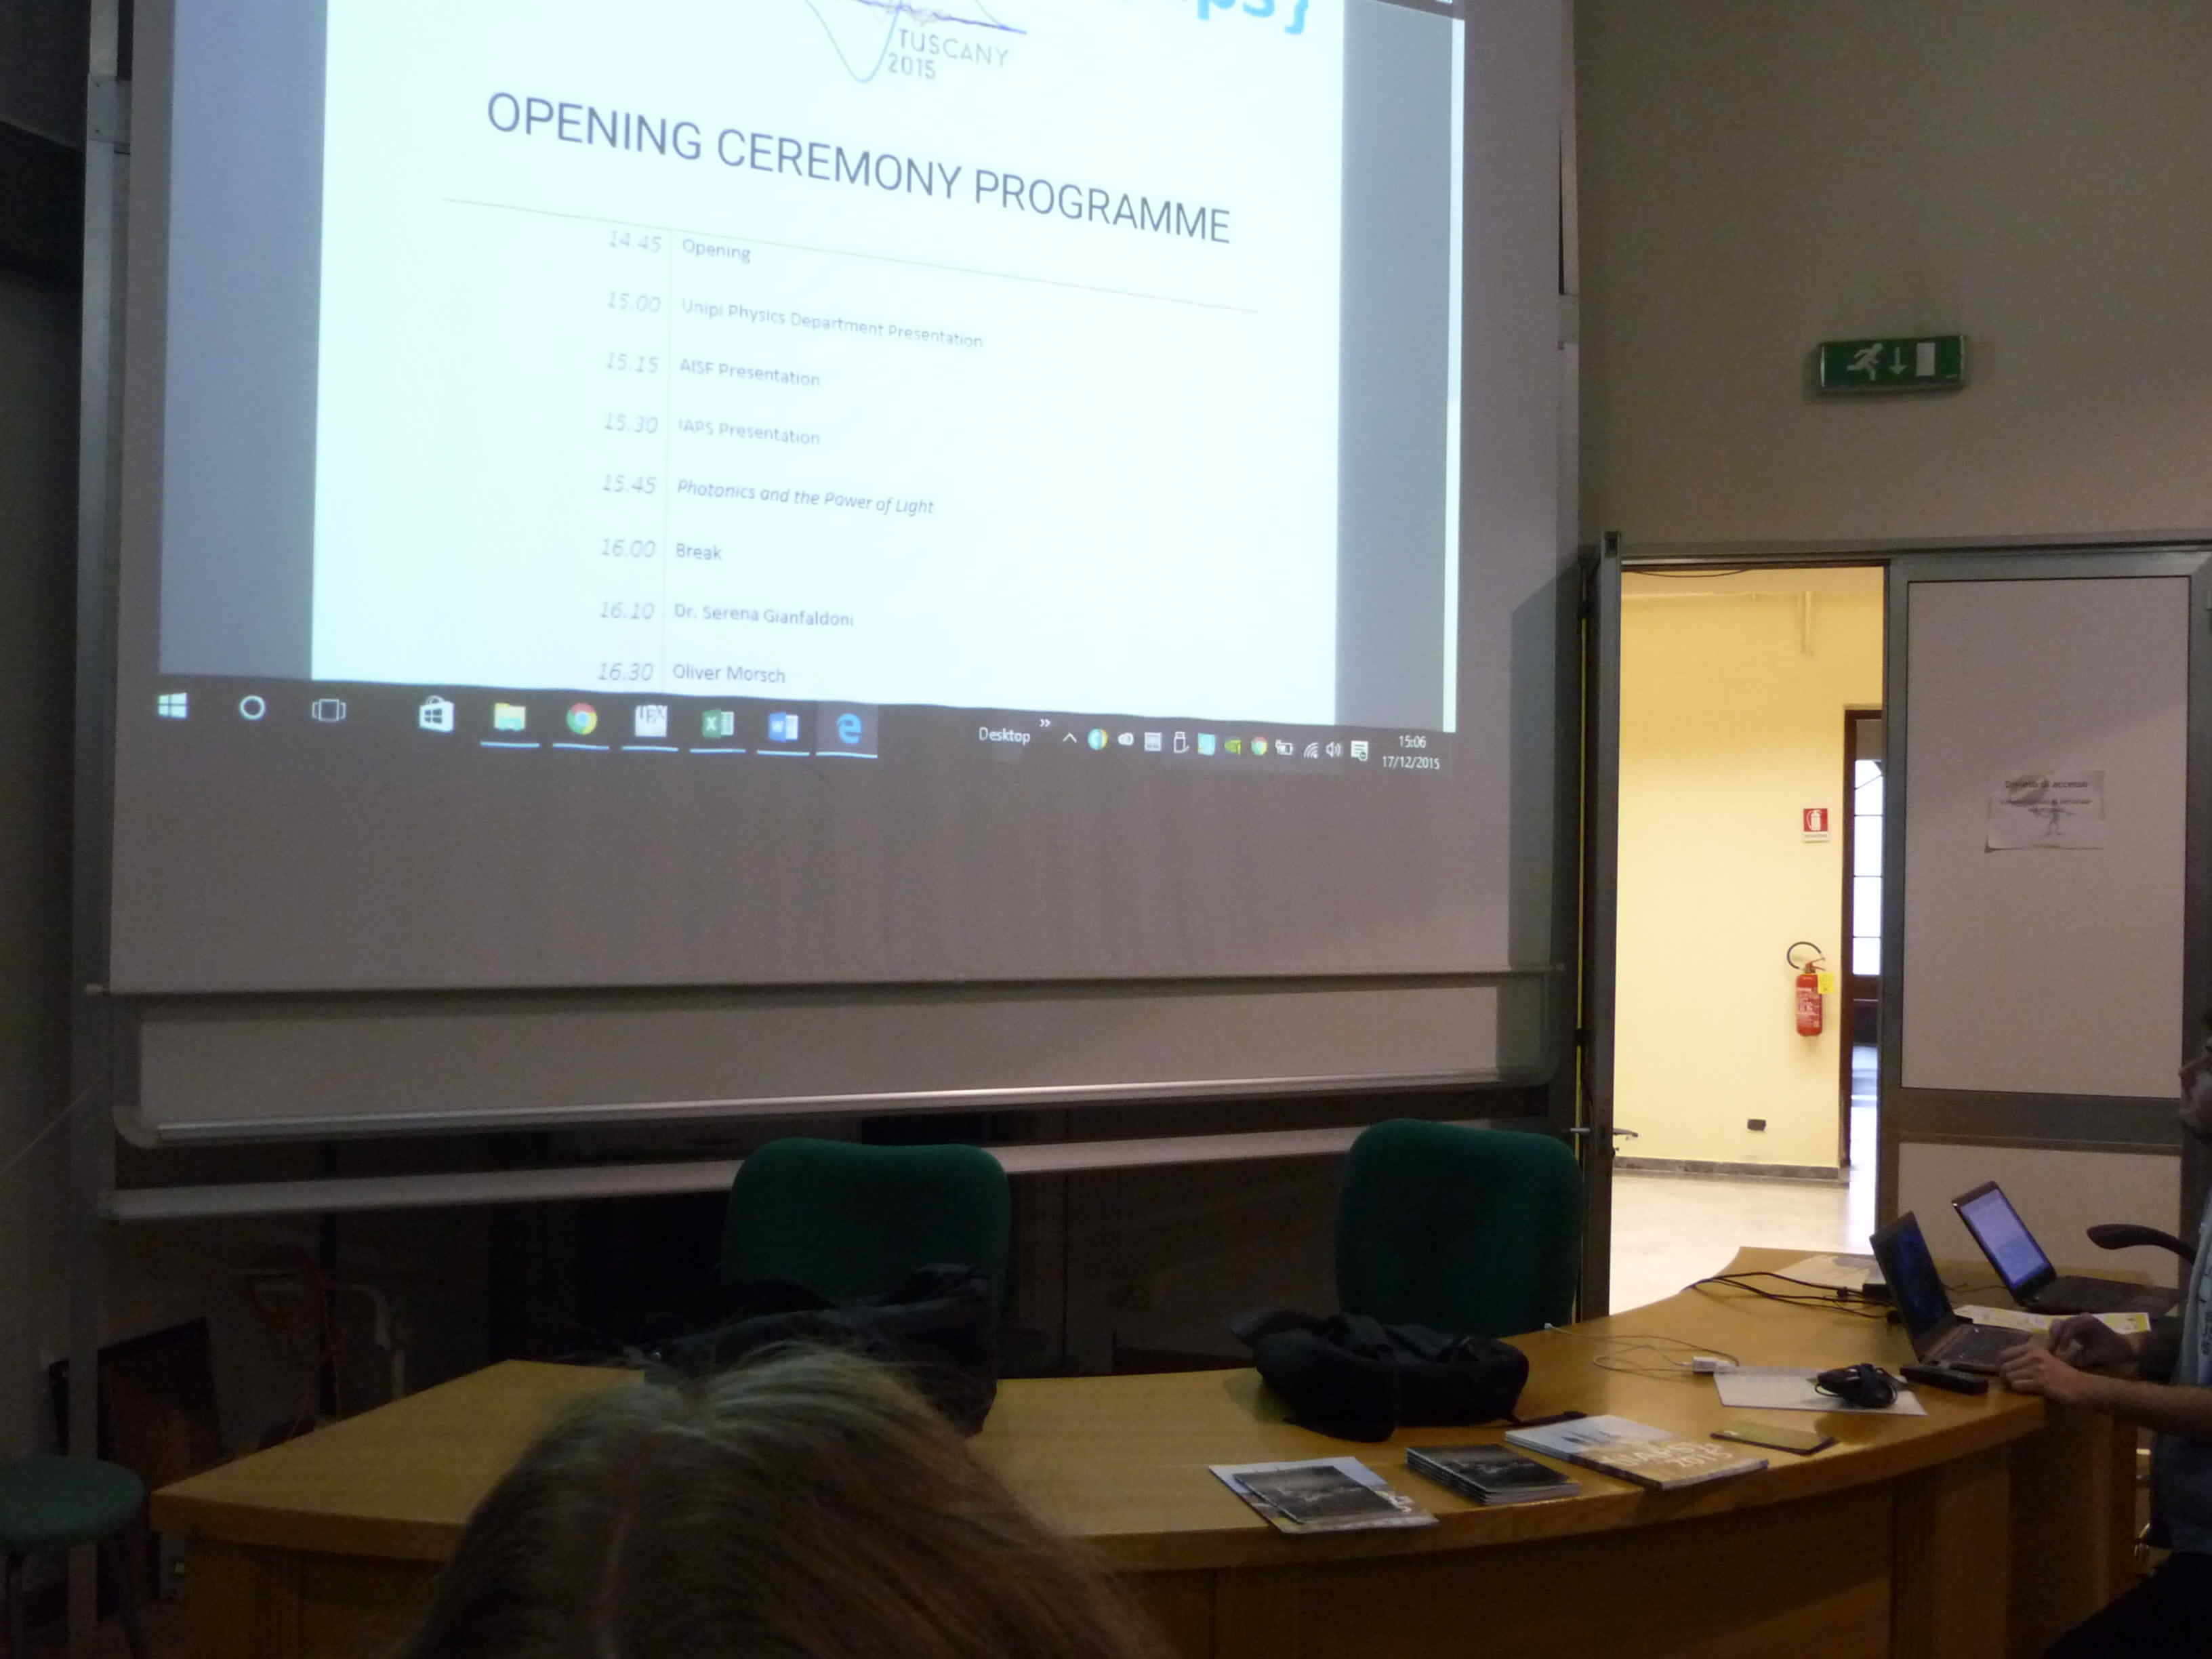 ps}
TUSCANY
2015
OPENING CEREMONY PROGRAMME
14.45 Opening
15.00 Unipi Physics Department Presentation
15.15 AISF Presentation
15.30 IAPS Presentation
15.45 Photonics and the Power of Light
16.00 Break
16.10 Dr. Serena Gianfaldoni
16.30 Oliver Morsch
Desktop
15:06
17/12/2015